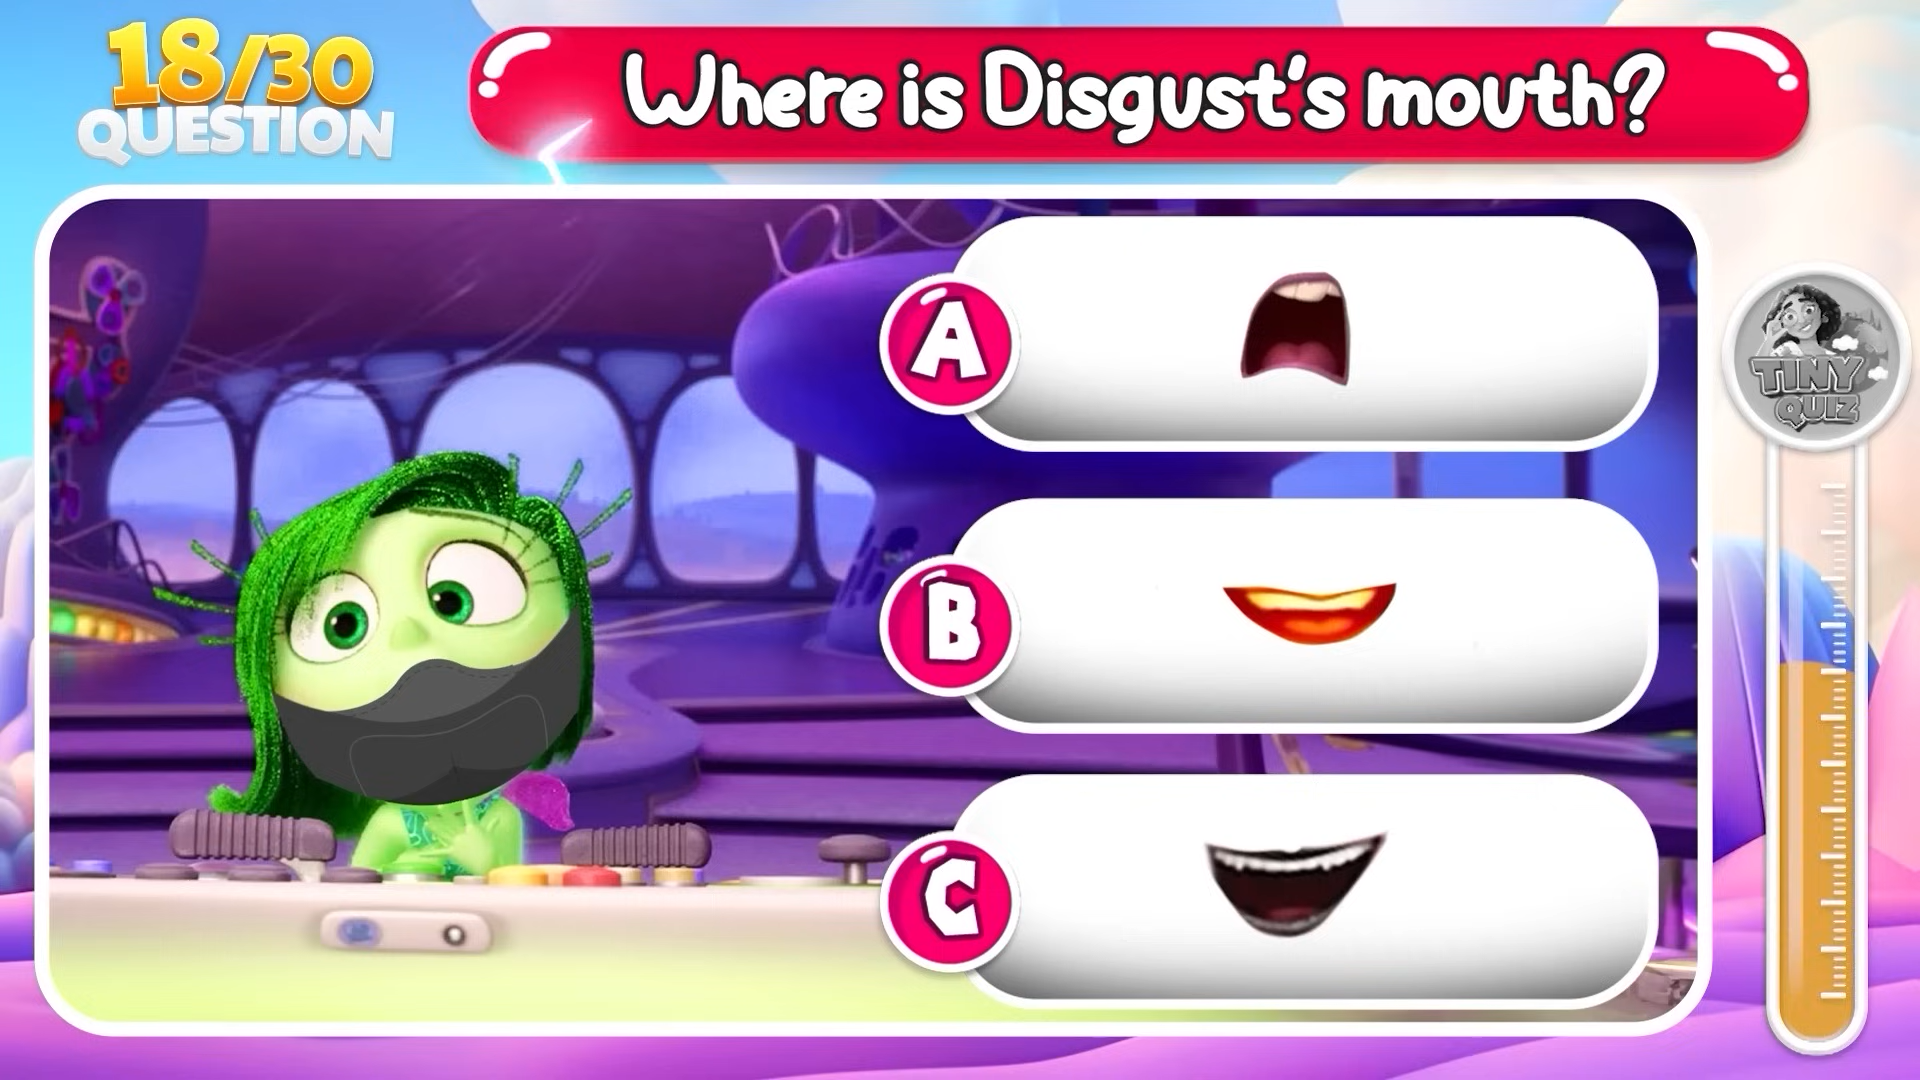 18/30
QUESTION
Where is Disgust's mouth?
A
TINY
QUIZ
B
C